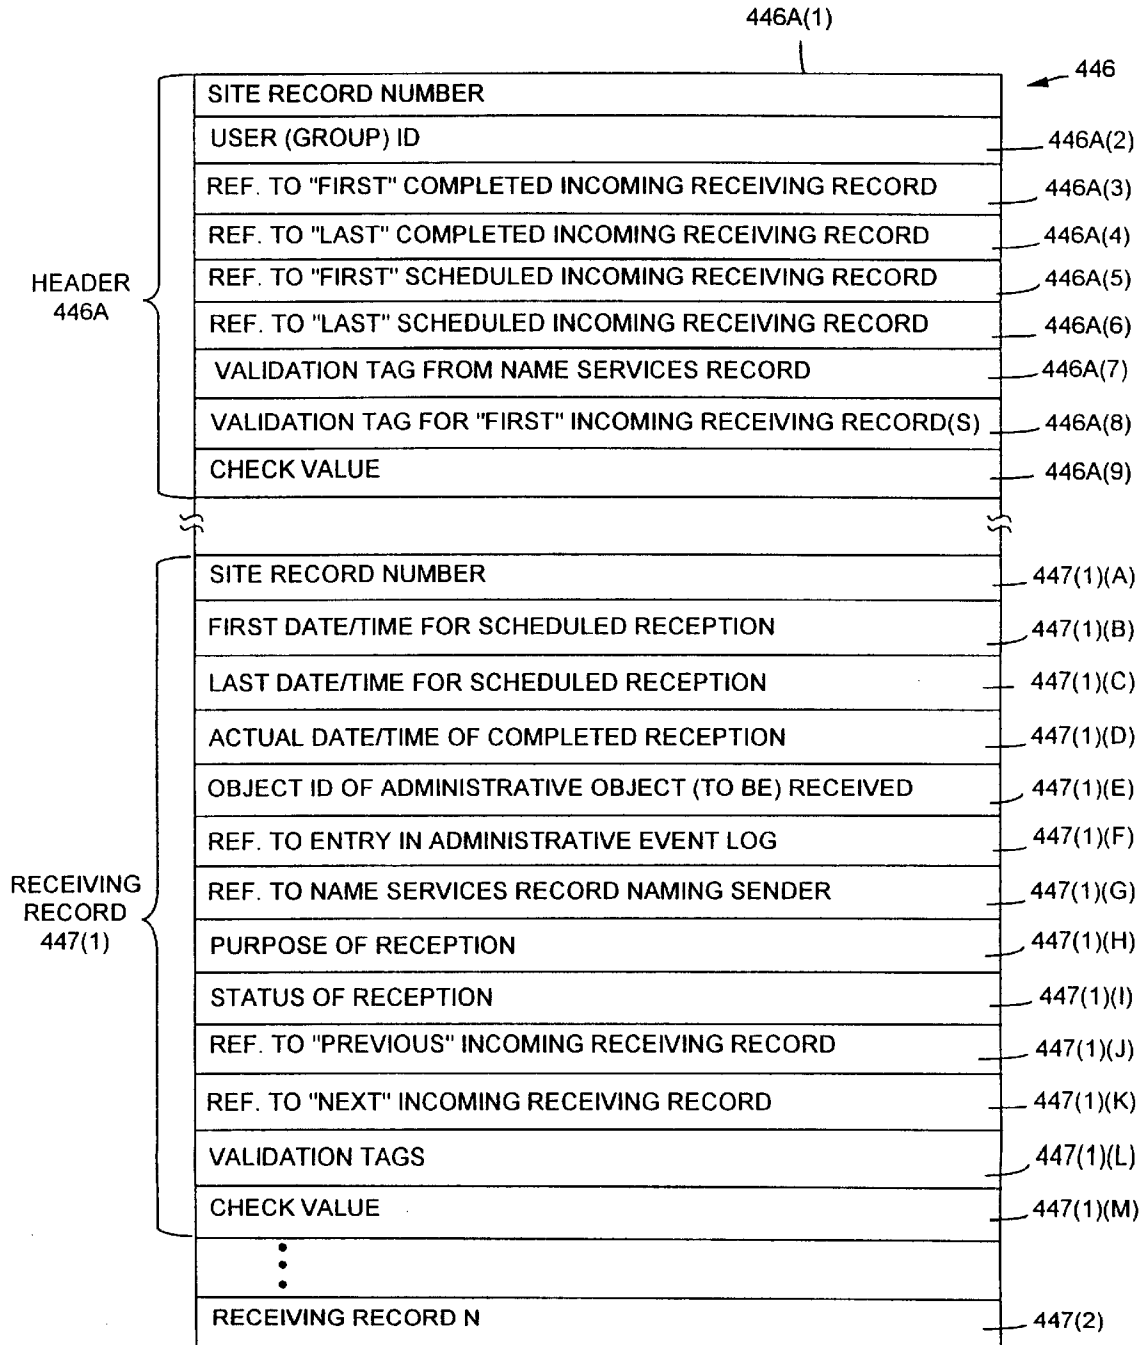 446A(1)
446
SITE RECORD NUMBER
USER (GROUP) ID
446A(2)
REF. TO "FIRST" COMPLETED INCOMING RECEIVING RECORD
446A(3)
REF. TO "LAST" COMPLETED INCOMING RECEIVING RECORD
446A(4)
REF. TO "FIRST" SCHEDULED INCOMING RECEIVING RECORD
446A(5)
HEADER
446A
REF. TO "LAST" SCHEDULED INCOMING RECEIVING RECORD
446A(6)
VALIDATION TAG FROM NAME SERVICES RECORD
446A(7)
VALIDATION TAG FOR "FIRST" INCOMING RECEIVING RECORD(S)
446A(8)
CHECK VALUE
446A(9)
SITE RECORD NUMBER
447(1)(A)
FIRST DATE/TIME FOR SCHEDULED RECEPTION
447(1)(B)
LAST DATE/TIME FOR SCHEDULED RECEPTION
447(1)(C)
ACTUAL DATE/TIME OF COMPLETED RECEPTION
447(1)(D)
OBJECT ID OF ADMINISTRATIVE OBJECT (TO BE) RECEIVED
447(1)(E)
REF. TO ENTRY IN ADMINISTRATIVE EVENT LOG
447(1)(F)
RECEIVING
RECORD
447(1)
REF. TO NAME SERVICES RECORD NAMING SENDER
447(1)(G)
PURPOSE OF RECEPTION
447(1)(H)
STATUS OF RECEPTION
447(1)(I)
REF. TO "PREVIOUS" INCOMING RECEIVING RECORD
447(1)(J)
REF. TO "NEXT" INCOMING RECEIVING RECORD
447(1)(K)
VALIDATION TAGS
447(1)(L)
CHECK VALUE
447(1)(M)
RECEIVING RECORD N
447(2)